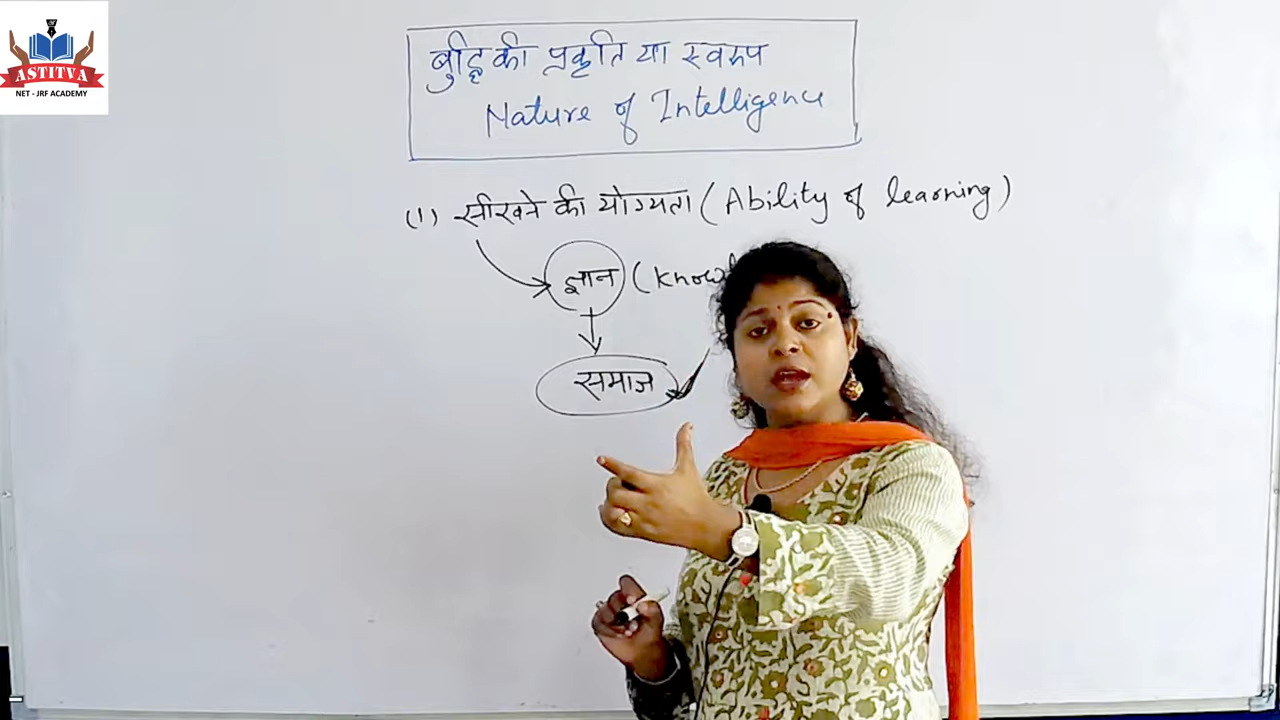 ASTITVA
NET - JRF ACADEMY
बुद्धि की प्रकृति या स्वरूप
Nature of Intelligence
(1) सीखने की योग्यता (Ability of learning)
ज्ञान
समाज